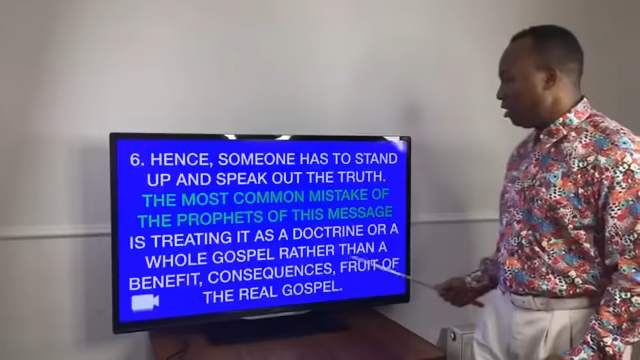 6. HENCE, SOMEONE HAS TO STAND
UP AND SPEAK OUT THE TRUTH.
THE MOST COMMON MISTAKE OF
THE PROPHETS OF THIS MESSAGE
IS TREATING IT AS A DOCTRINE OR A
WHOLE GOSPEL RATHER THAN A
BENEFIT, CONSEQUENCES, FRUIT OF
THE REAL GOSPEL.